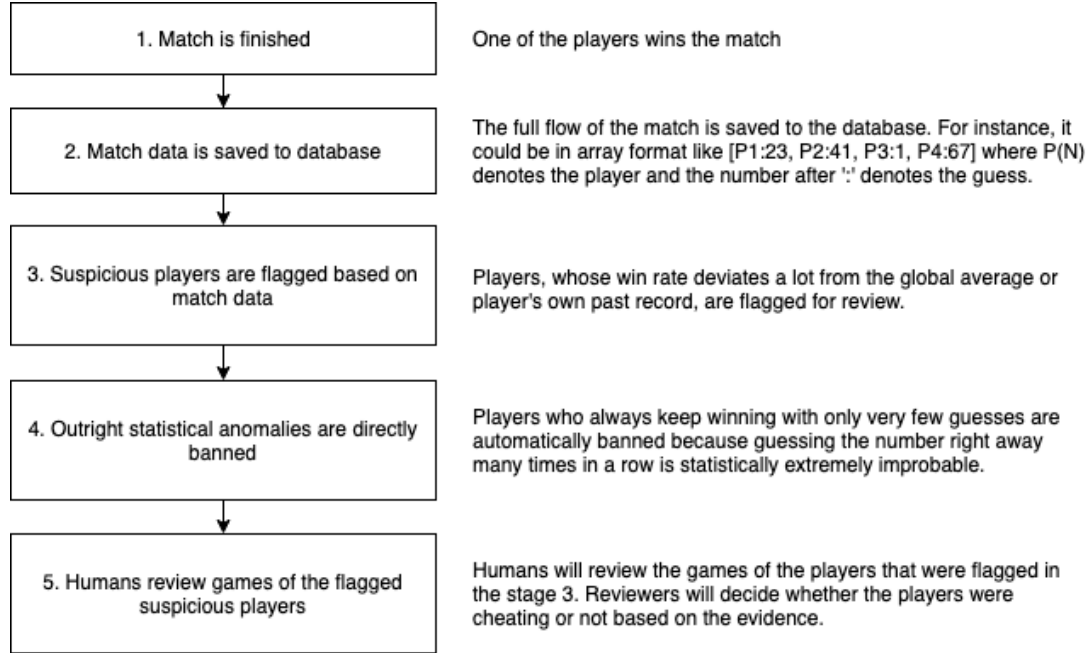 1. Match is finished
One of the players wins the match
2. Match data is saved to database
The full flow of the match is saved to the database. For instance, it
could be in array format like [P1:23, P2:41, P3:1, P4:67] where P(N)
denotes the player and the number after ':' denotes the guess.
3. Suspicious players are flagged based on
match data
Players, whose win rate deviates a lot from the global average or
player's own past record, are flagged for review.
4. Outright statistical anomalies are directly
banned
Players who always keep winning with only very few guesses are
automatically banned because guessing the number right away
many times in a row is statistically extremely improbable.
5. Humans review games of the flagged
suspicious players
Humans will review the games of the players that were flagged in
the stage 3. Reviewers will decide whether the players were
cheating or not based on the evidence.